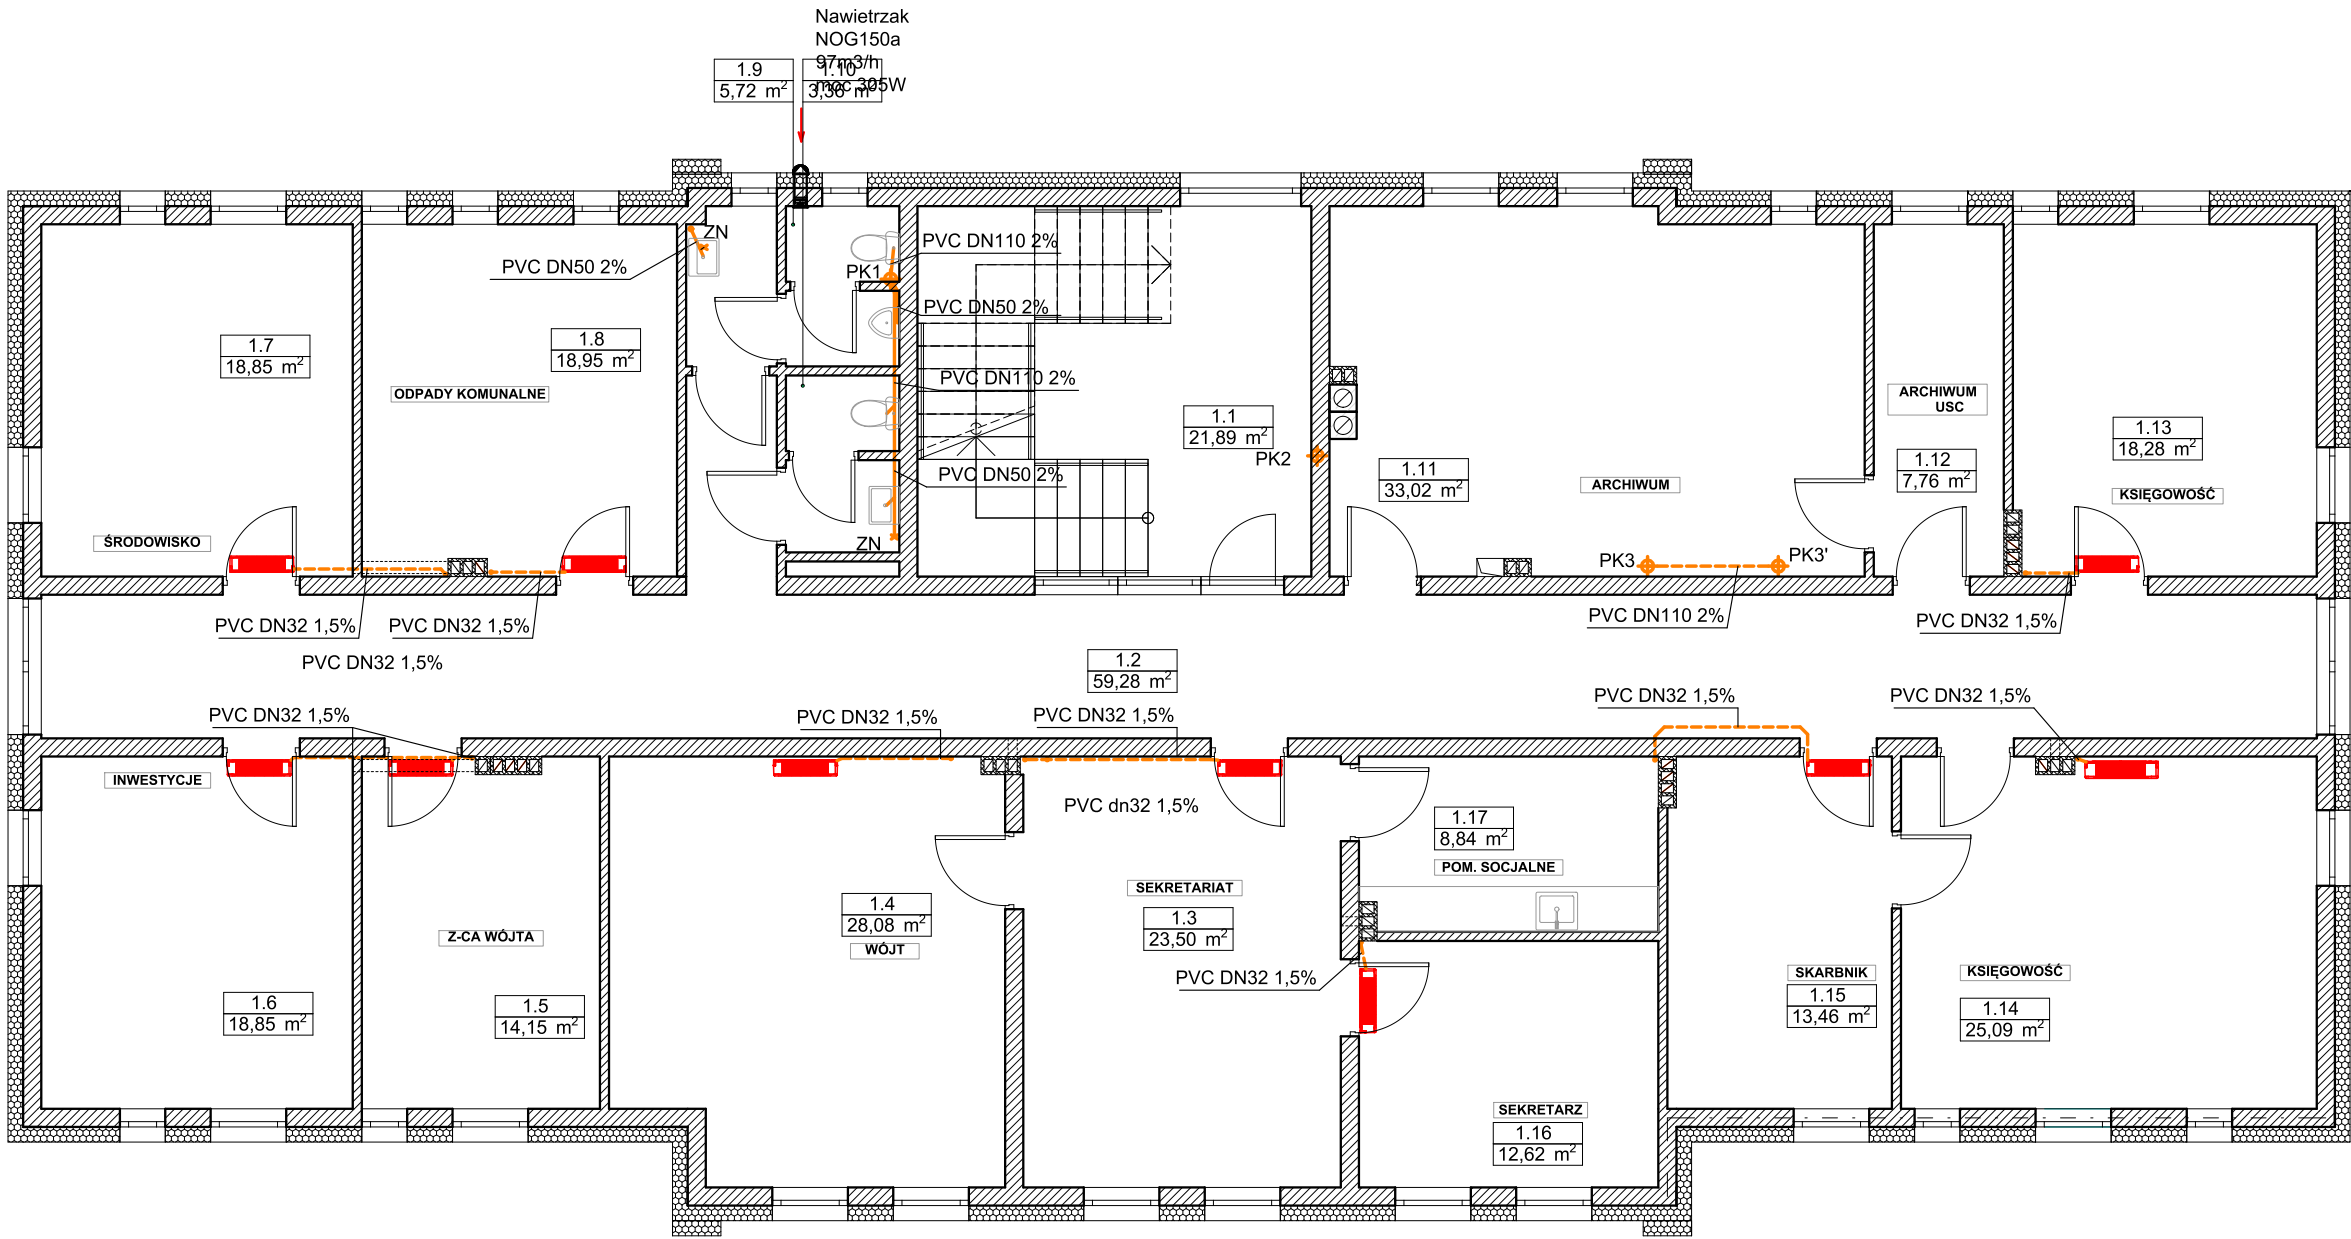 Nawietrzak
NOG150a
97m3/h
moc 305W
1.9
5,72 m²
1.10
3,36 m²
ZN
PVC DN50 2%
PK1
PVC DN110 2%
PVC DN50 2%
PVC DN110 2%
PVC DN50 2%
ZN
1.7
18,85 m²
ŚRODOWISKO
1.8
18,95 m²
ODPADY KOMUNALNE
1.1
21,89 m²
PK2
1.11
33,02 m²
ARCHIWUM
PK3
PK3'
ARCHIWUM
USC
1.12
7,76 m²
1.13
18,28 m²
KSIĘGOWOŚĆ
PVC DN32 1,5%
PVC DN32 1,5%
PVC DN32 1,5%
PVC DN110 2%
PVC DN32 1,5%
1.2
59,28 m²
PVC DN32 1,5%
PVC DN32 1,5%
PVC DN32 1,5%
PVC DN32 1,5%
PVC DN32 1,5%
INWESTYCJE
1.6
18,85 m²
Z-CA WÓJTA
1.5
14,15 m²
1.4
28,08 m²
WÓJT
PVC dn32 1,5%
SEKRETARIAT
1.3
23,50 m²
1.17
8,84 m²
POM. SOCJALNE
PVC DN32 1,5%
SEKRETARZ
1.16
12,62 m²
SKARBNIK
1.15
13,46 m²
KSIĘGOWOŚĆ
1.14
25,09 m²